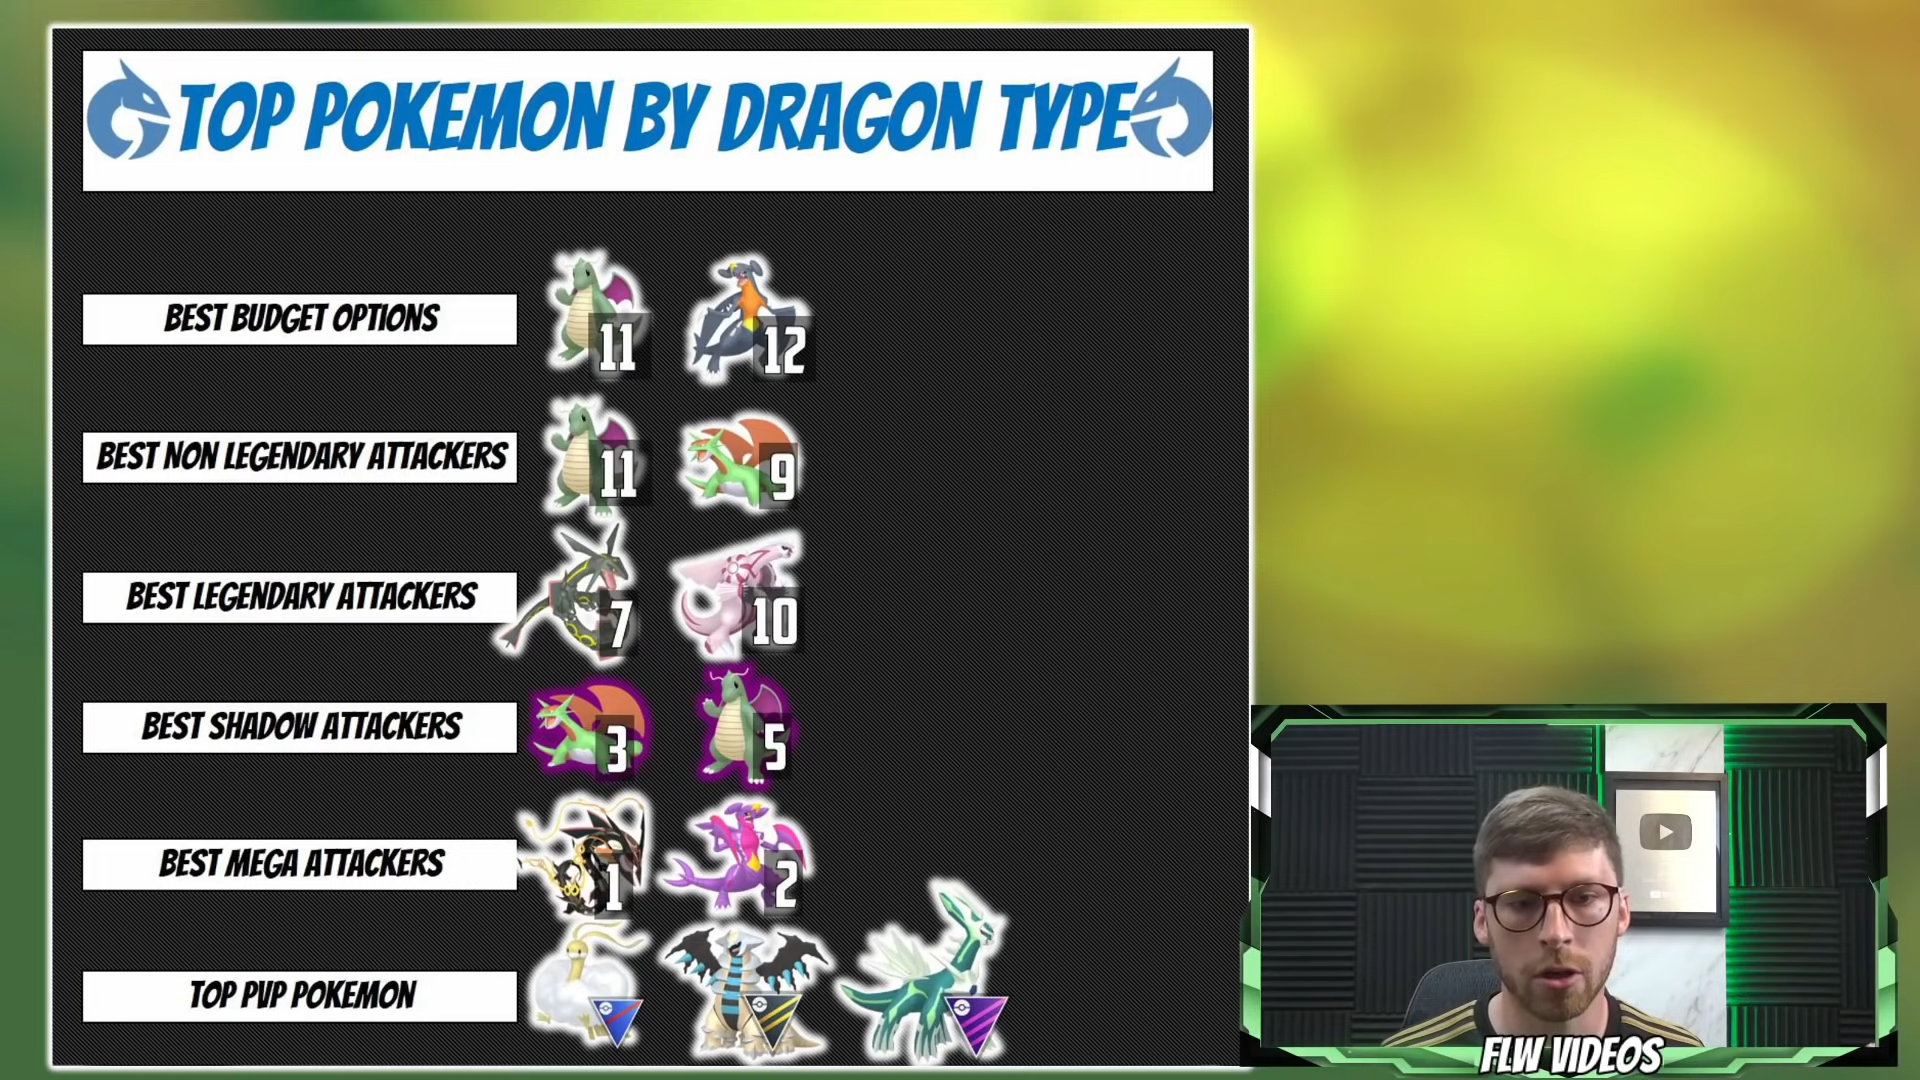 TOP POKEMON BY DRAGON TYPE
BEST BUDGET OPTIONS
11
12
BEST NON LEGENDARY ATTACKERS
11
9
BEST LEGENDARY ATTACKERS
7
10
BEST SHADOW ATTACKERS
3
5
BEST MEGA ATTACKERS
1
2
TOP PVP POKEMON
FLW VIDEOS